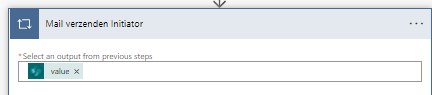 Mail verzenden Initiator
*Select an output from previous steps
value